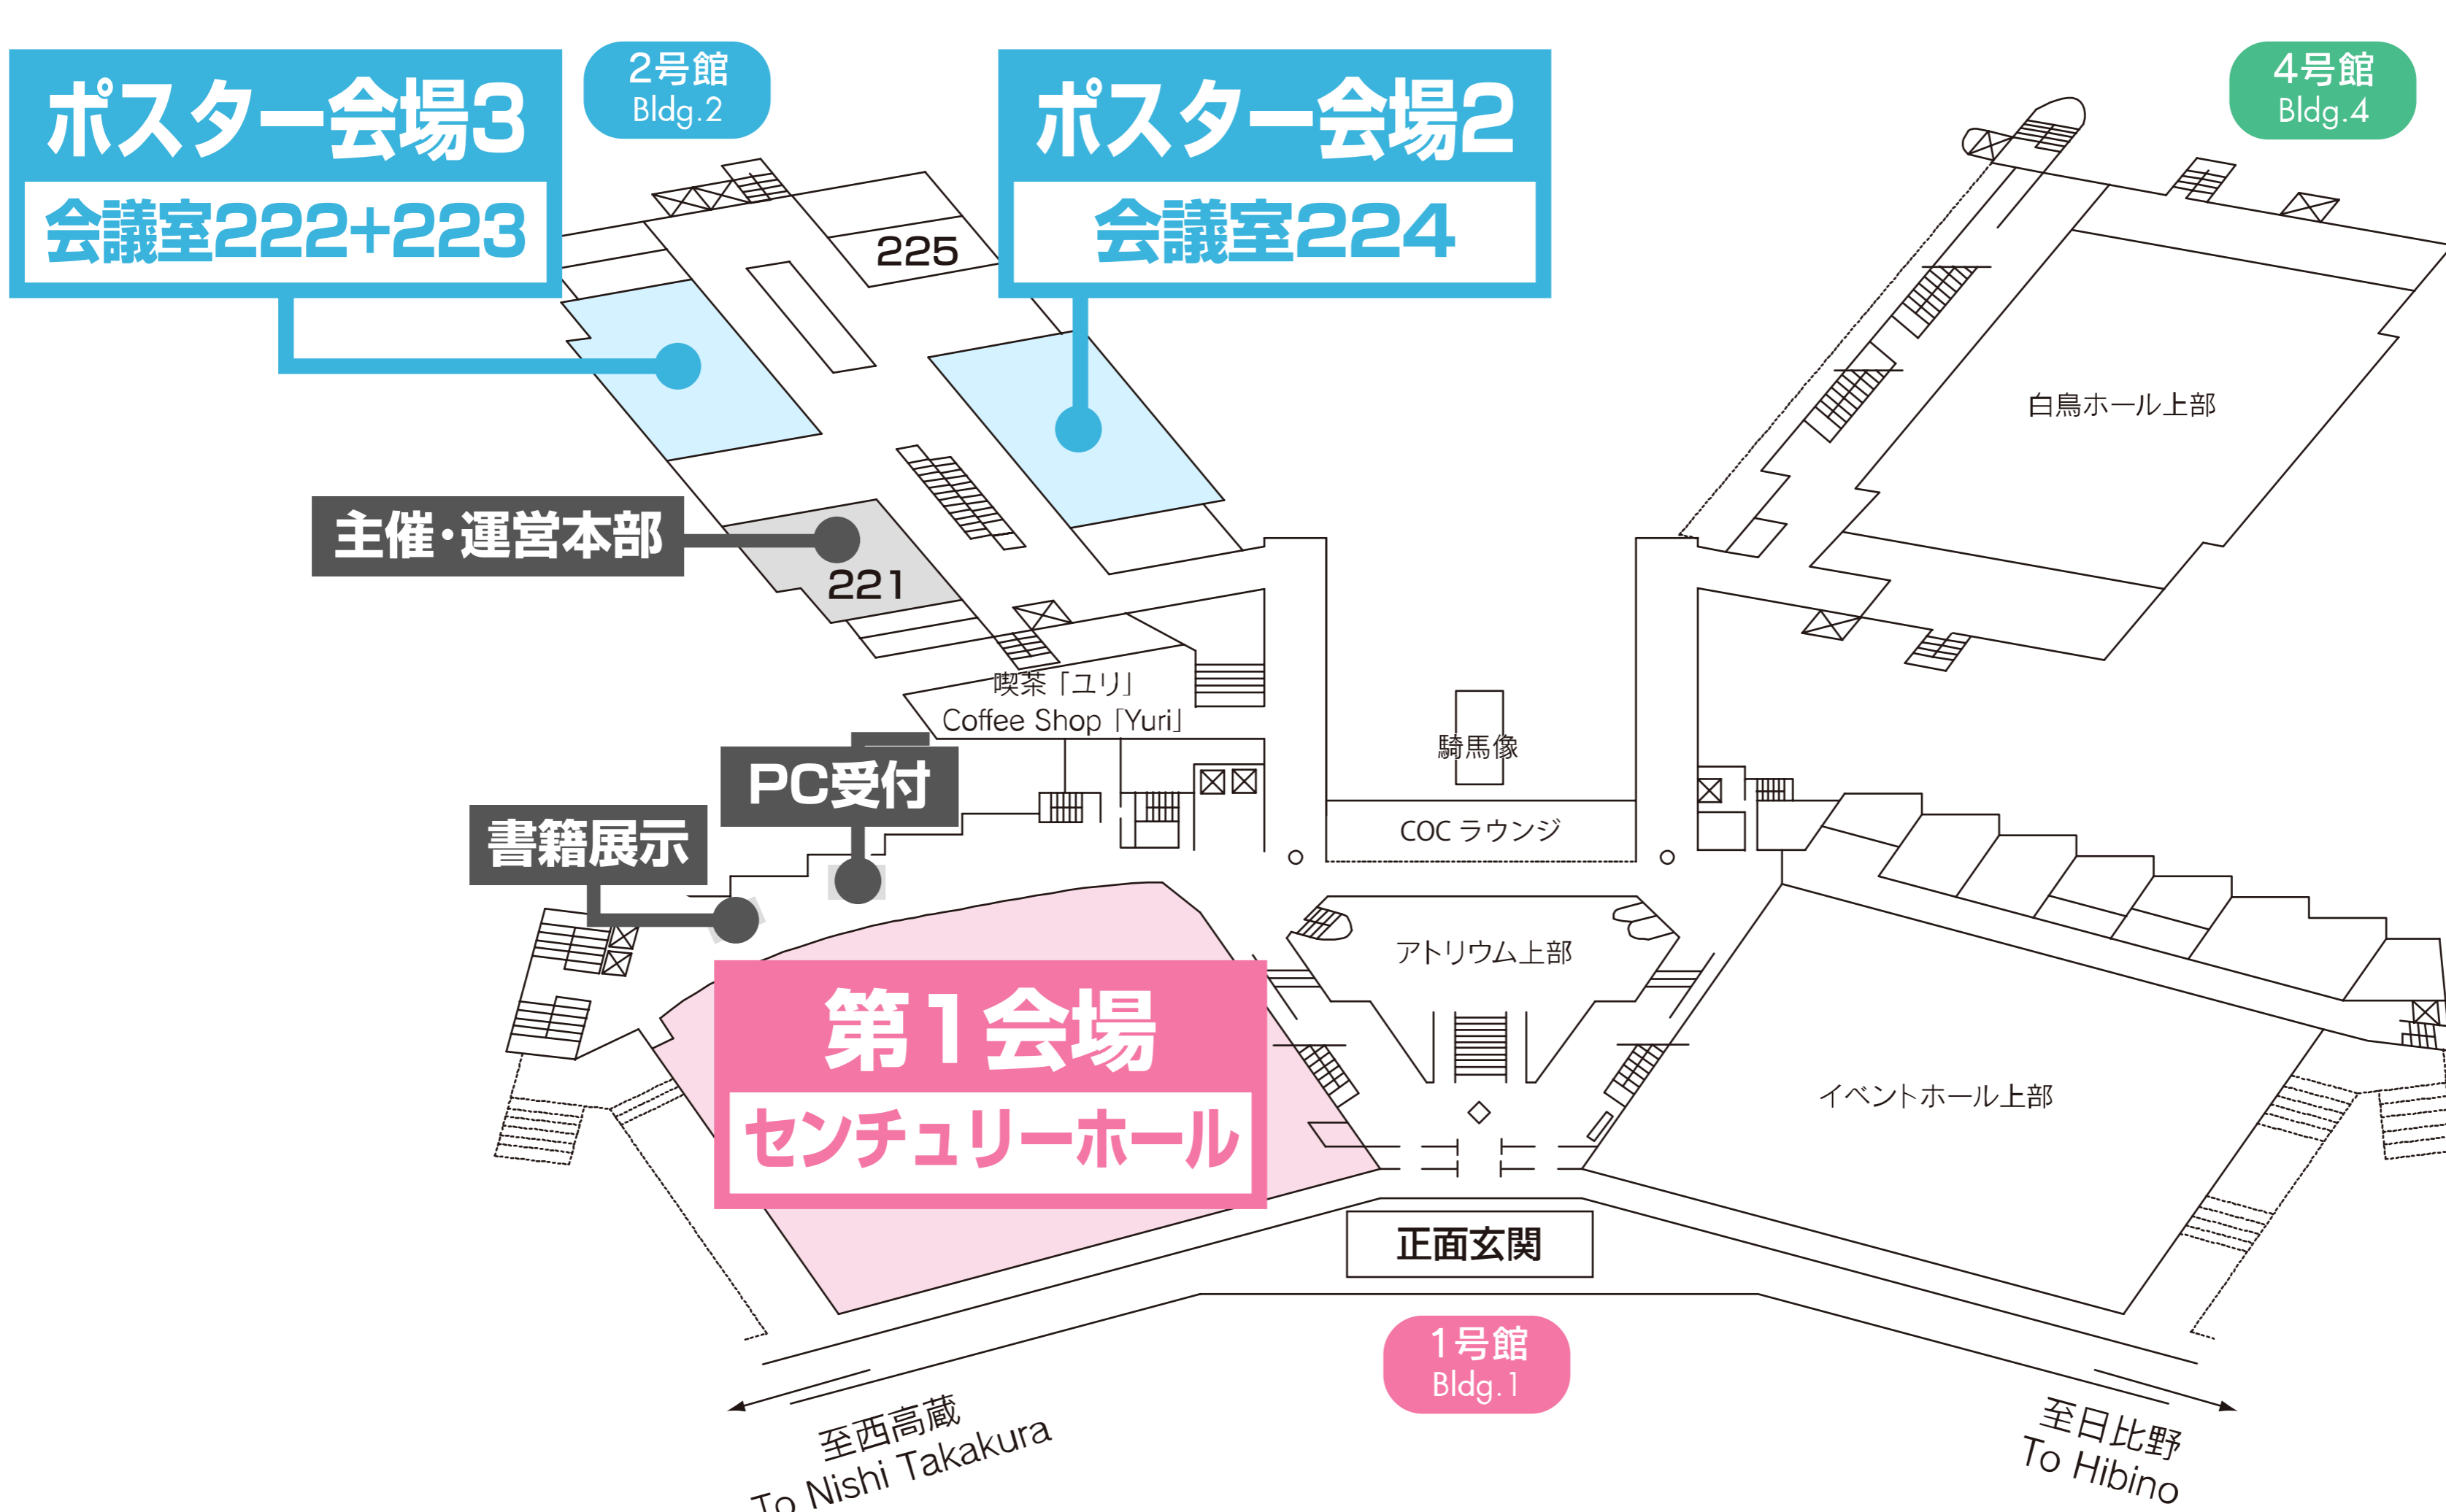 ポスター会場3
会議室222+223
2号館
Bldg.2
ポスター会場2
会議室224
4号館
Bldg.4
225
白鳥ホール上部
主催・運営本部
221
喫茶「ユリ」
Coffee Shop「Yuri」
騎馬像
PC受付
書籍展示
COC ラウンジ
アトリウム上部
第1会場
センチュリーホール
イベントホール上部
正面玄関
1号館
Bldg.1
至西高蔵
To Nishi Takakura
至日比野
To Hibino